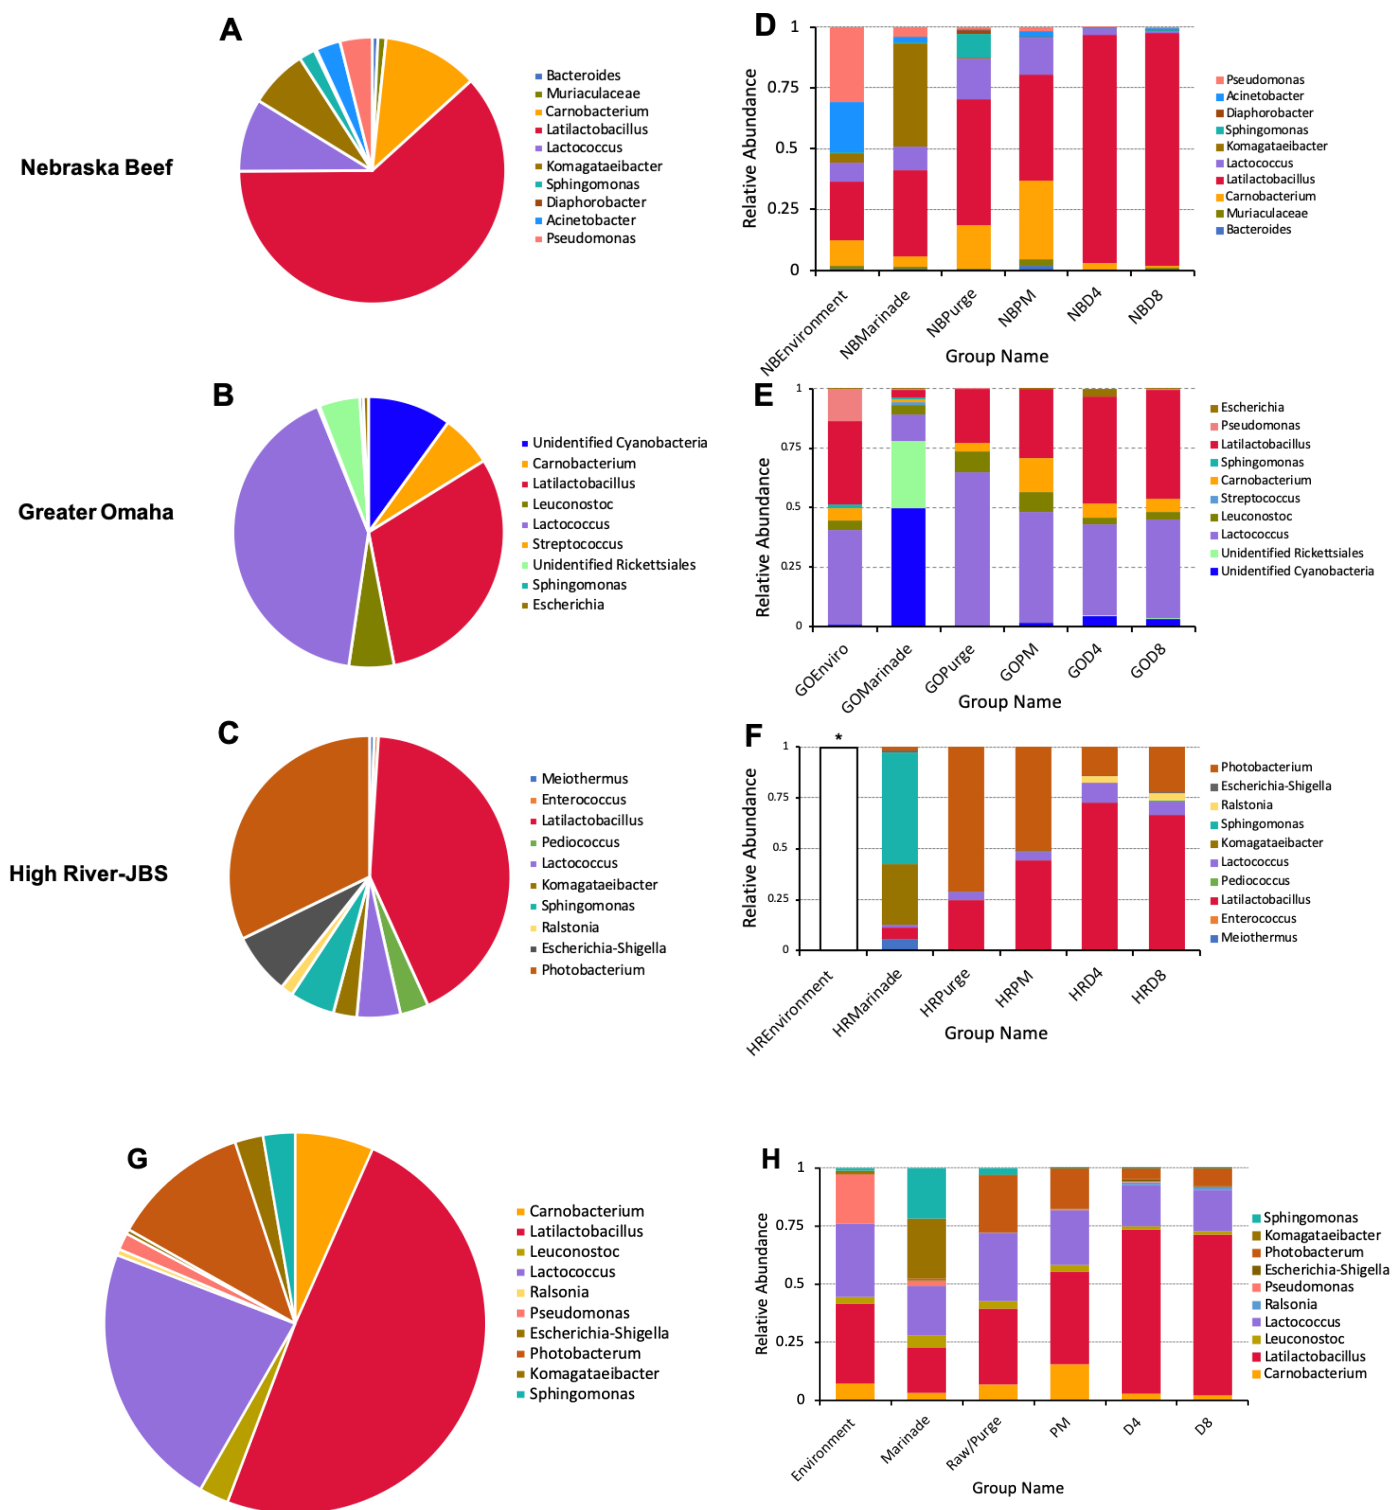 A
Nebraska Beef
Bacteroides
Muriaculaceae
Carnobacterium
Latilactobacillus
Lactococcus
Komagataeibacter
Sphingomonas
Diaphorobacter
Acinetobacter
Pseudomonas
D
Relative Abundance
1
0.75
0.5
0.25
0
NBEnvironment
NBMarinade
NBPurge
NBPM
NBD4
NBD8
Group Name
Pseudomonas
Acinetobacter
Diaphorobacter
Sphingomonas
Komagataeibacter
Lactococcus
Latilactobacillus
Carnobacterium
Muriaculaceae
Bacteroides
B
Greater Omaha
Unidentified Cyanobacteria
Carnobacterium
Latilactobacillus
Leuconostoc
Lactococcus
Streptococcus
Unidentified Rickettsiales
Sphingomonas
Escherichia
E
Relative Abundance
1
0.75
0.5
0.25
0
GOEnviro
GOMarinade
GOPurge
GOPM
GOD4
GOD8
Group Name
Escherichia
Pseudomonas
Latilactobacillus
Sphingomonas
Carnobacterium
Streptococcus
Leuconostoc
Lactococcus
Unidentified Rickettsiales
Unidentified Cyanobacteria
C
High River-JBS
Meiothermus
Enterococcus
Latilactobacillus
Pediococcus
Lactococcus
Komagataeibacter
Sphingomonas
Ralstonia
Escherichia-Shigella
Photobacterium
F
*
Relative Abundance
1
0.75
0.5
0.25
0
HREnvironment
HRMarinade
HRPurge
HRPM
HRD4
HRD8
Group Name
Photobacterium
Escherichia-Shigella
Ralstonia
Sphingomonas
Komagataeibacter
Lactococcus
Pediococcus
Latilactobacillus
Enterococcus
Meiothermus
G
Carnobacterium
Latilactobacillus
Leuconostoc
Lactococcus
Ralsonia
Pseudomonas
Escherichia-Shigella
Photobacterum
Komagataeibacter
Sphingomonas
H
Relative Abundance
1
0.75
0.5
0.25
0
Environment
Marinade
Raw/Purge
PM
D4
D8
Group Name
Sphingomonas
Komagataeibacter
Photobacterum
Escherichia-Shigella
Pseudomonas
Ralsonia
Lactococcus
Leuconostoc
Latilactobacillus
Carnobacterium